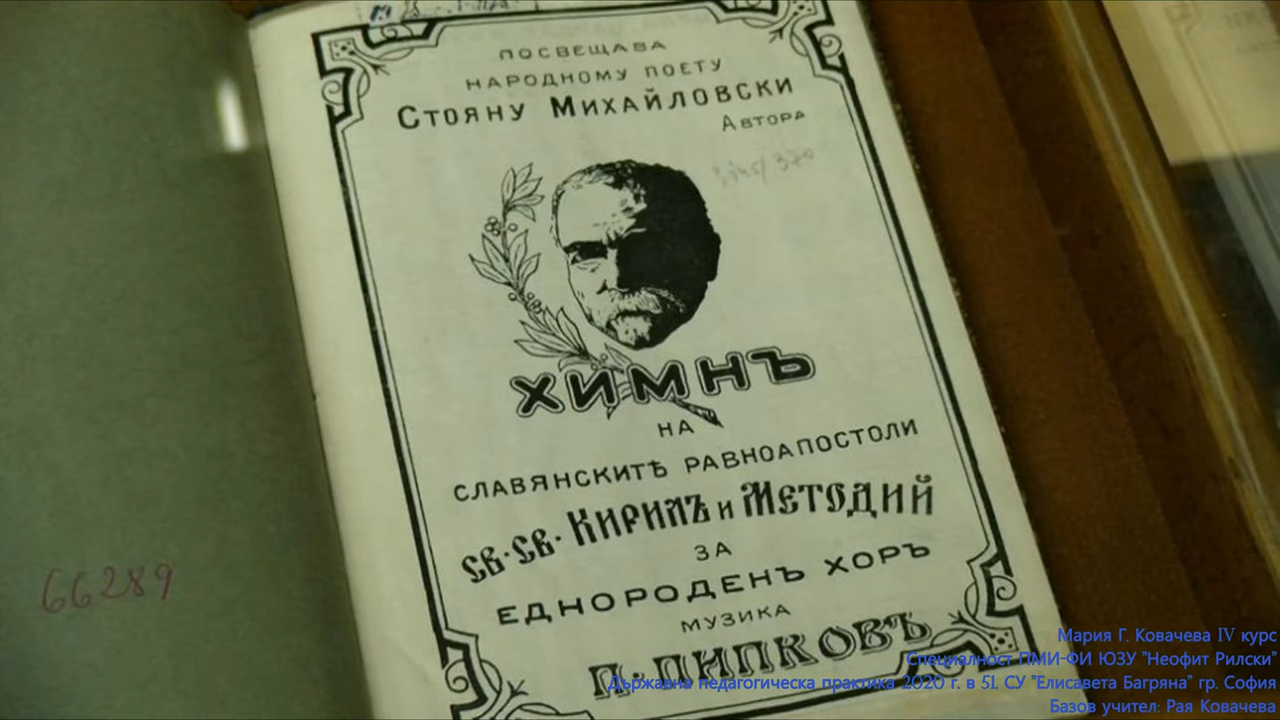 ПОСВЕЩАВА
НАРОДНОМУ ПОЕТУ
СТОЯНУ МИХАЙЛОВСКИ
АВТОРА
ХИМНЪ
НА
СЛАВЯНСКИТѢ РАВНОАПОСТОЛИ
СВ·СВ· КИРИЛЪ И МЕТОДИЙ
ЗА
ЕДНОРОДЕНЪ ХОРЪ
МУЗИКА
П. ПИПКОВЪ
66289
Мария Г. Ковачева IV курс
Специалност ПМИ-ФИ ЮЗУ "Неофит Рилски"
Държавна педагогическа практика 2020 г. в 51. СУ "Елисавета Багряна" гр. София
Базов учител: Рая Ковачева